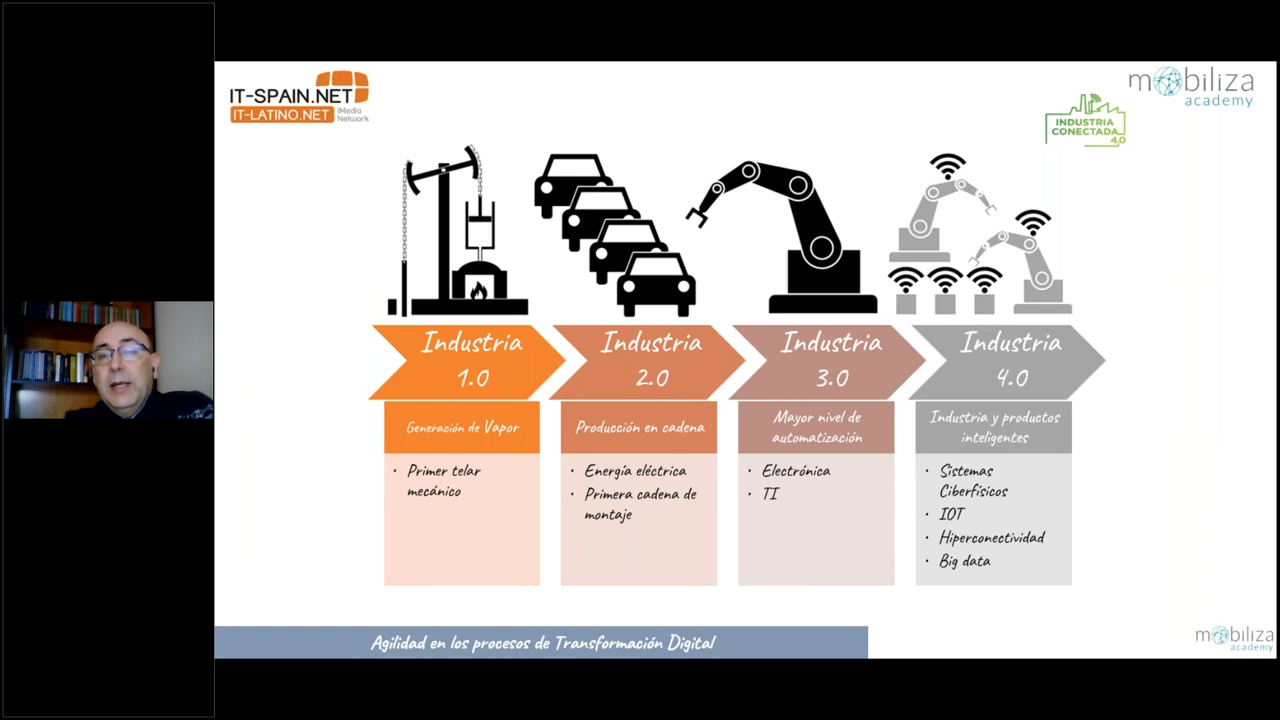 IT-SPAIN.NET
IT-LATINO.NET
iMedia
Network
mobiliza
academy
INDUSTRIA
CONECTADA
4.0
Industria
1.0
Industria
2.0
Industria
3.0
Industria
4.0
Generación de Vapor
Producción en cadena
Mayor nivel de
automatización
Industria y productos
inteligentes
• Primer telar
mecánico
• Energía eléctrica
• Primera cadena de
montaje
• Electrónica
• TI
• Sistemas
Ciberfísicos
• IOT
• Hiperconectividad
• Big data
Agilidad en los procesos de Transformación Digital
mobiliza
academy